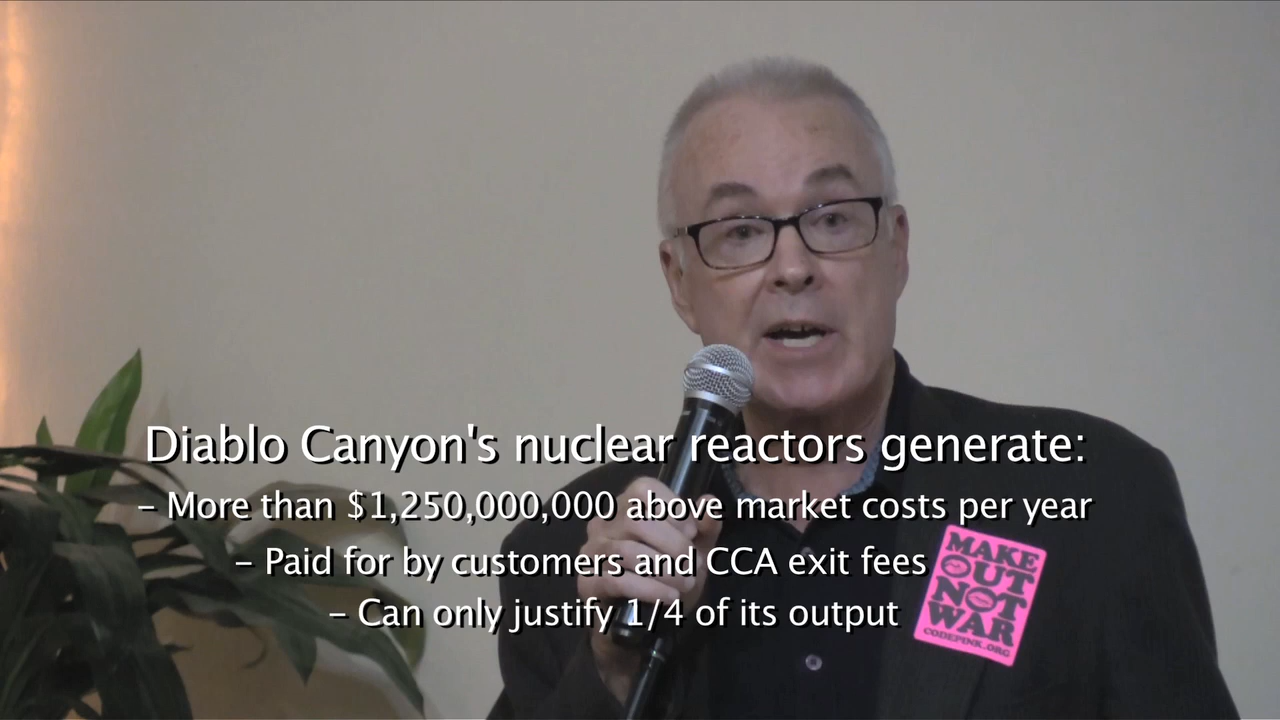 Diablo Canyon's nuclear reactors generate:
– More than $1,250,000,000 above market costs per year
– Paid for by customers and CCA exit fees
– Can only justify 1/4 of its output
MAKE
OUT
NOT
WAR
CODEPINK.ORG